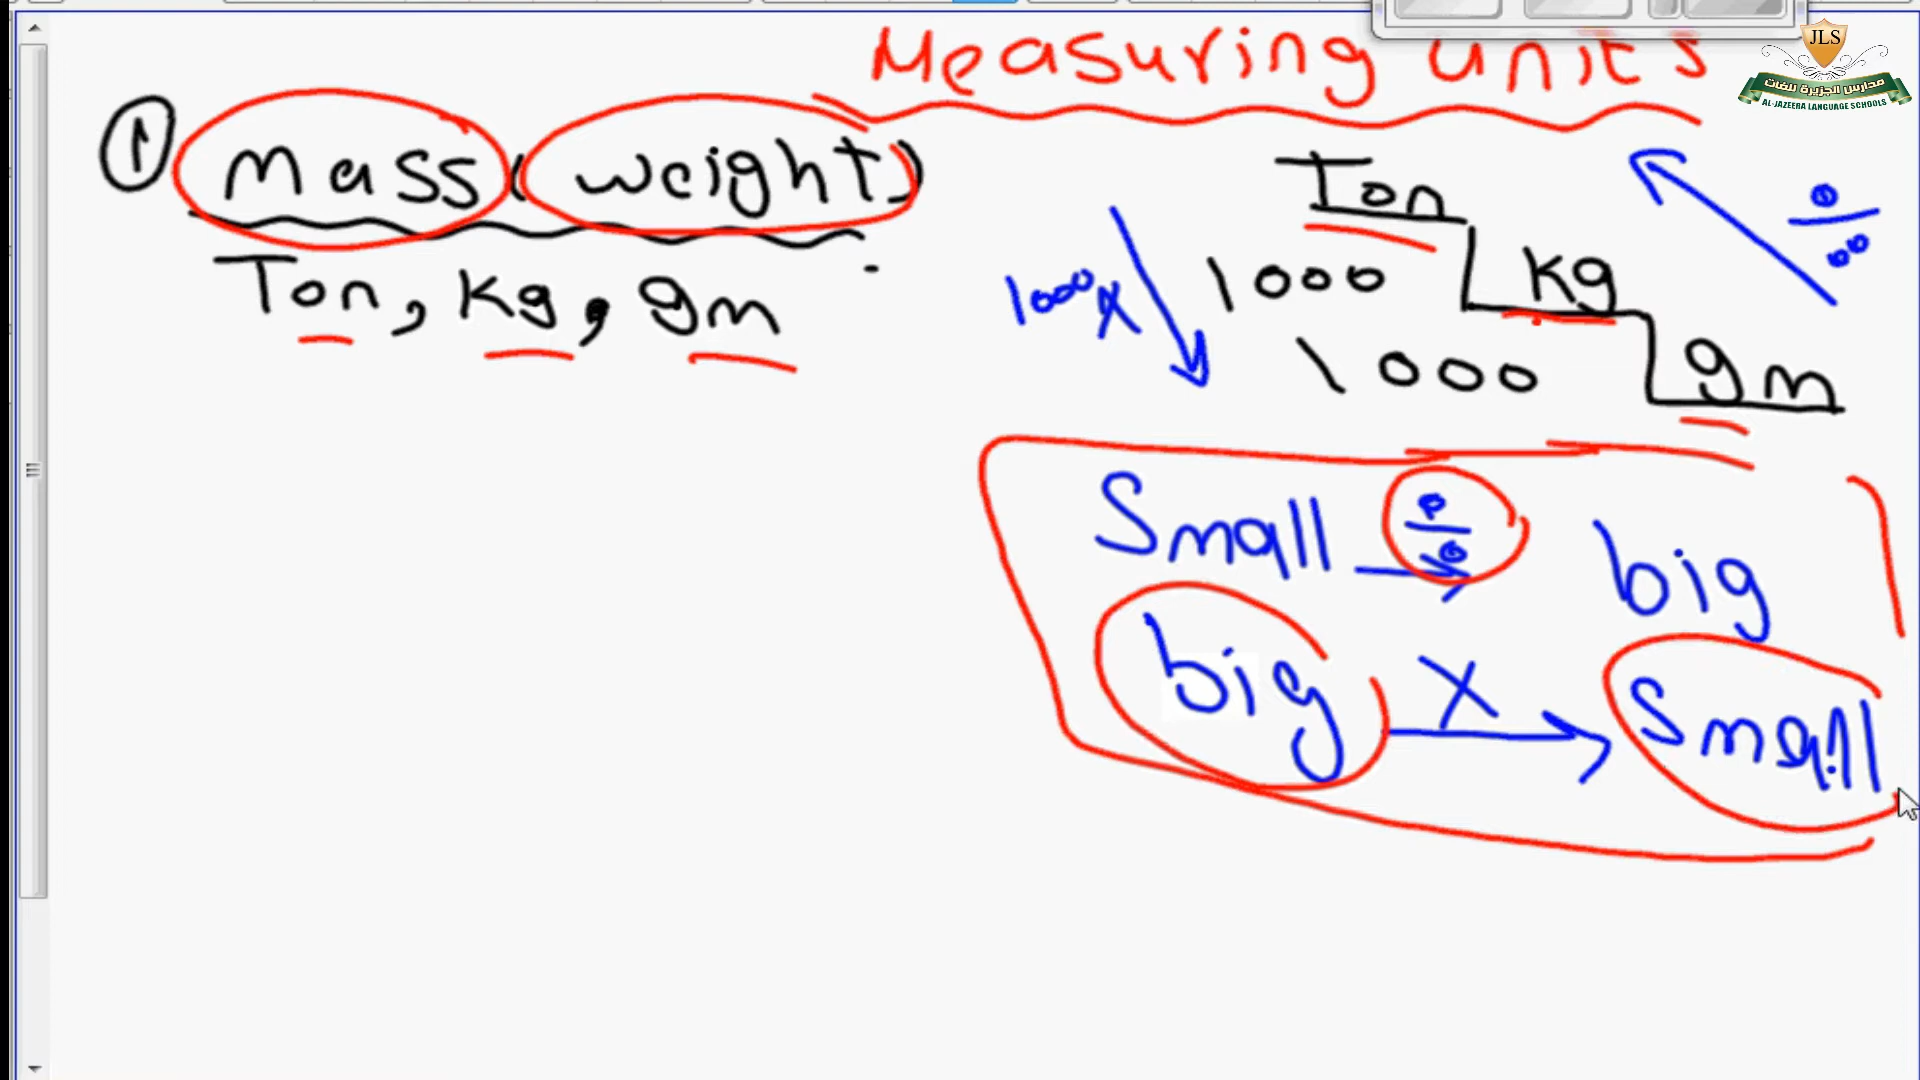 Measuring units
JLS
مدارس الجزيرة للغات
AL-JAZEERA LANGUAGE SCHOOLS
① Mass (weight)
Ton, kg, gm
Ton
1000 kg
1000 gm
1000 X
÷
Small ÷ big
big X Small